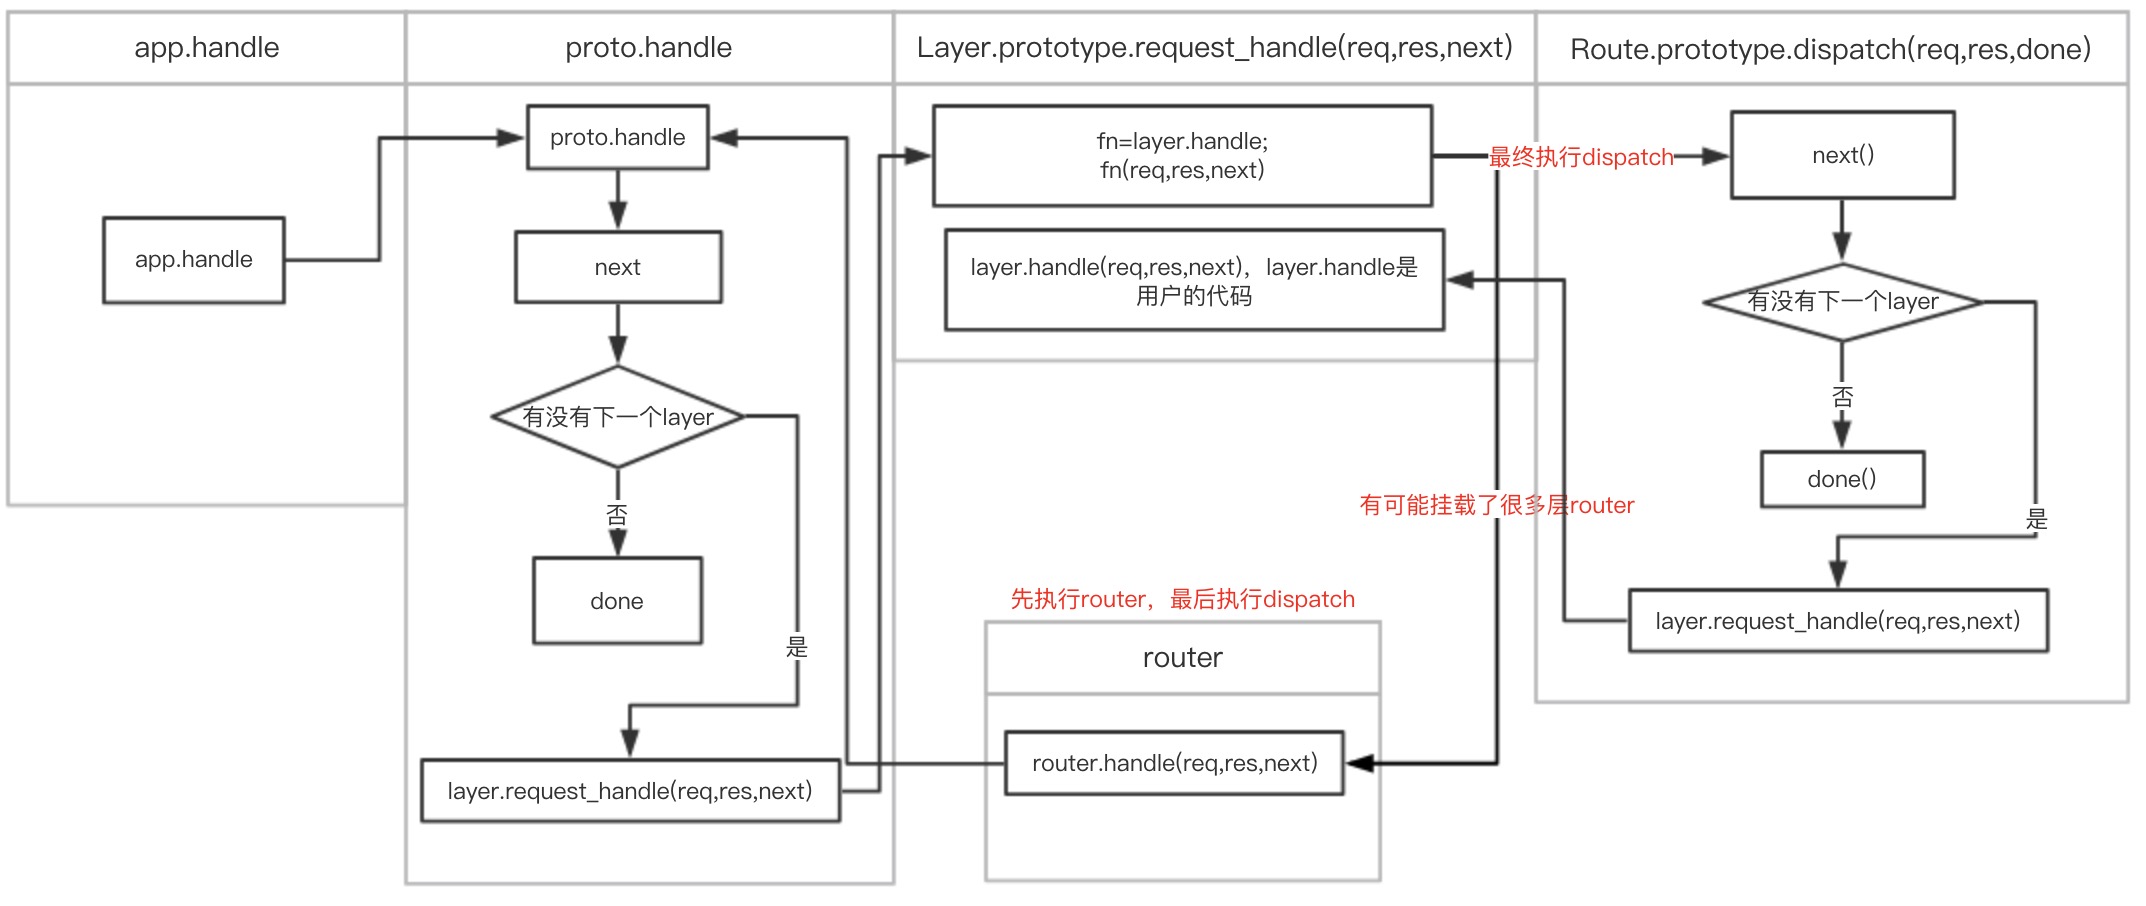 app.handle
proto.handle
Layer.prototype.request_handle(req,res,next)
Route.prototype.dispatch(req,res,done)
app.handle
proto.handle
next
有没有下一个layer
否
done
是
layer.request_handle(req,res,next)
fn=layer.handle;
fn(req,res,next)
layer.handle(req,res,next)，layer.handle是
用户的代码
最终执行dispatch
有可能挂载了很多层router
先执行router，最后执行dispatch
router
router.handle(req,res,next)
next()
有没有下一个layer
否
done()
是
layer.request_handle(req,res,next)